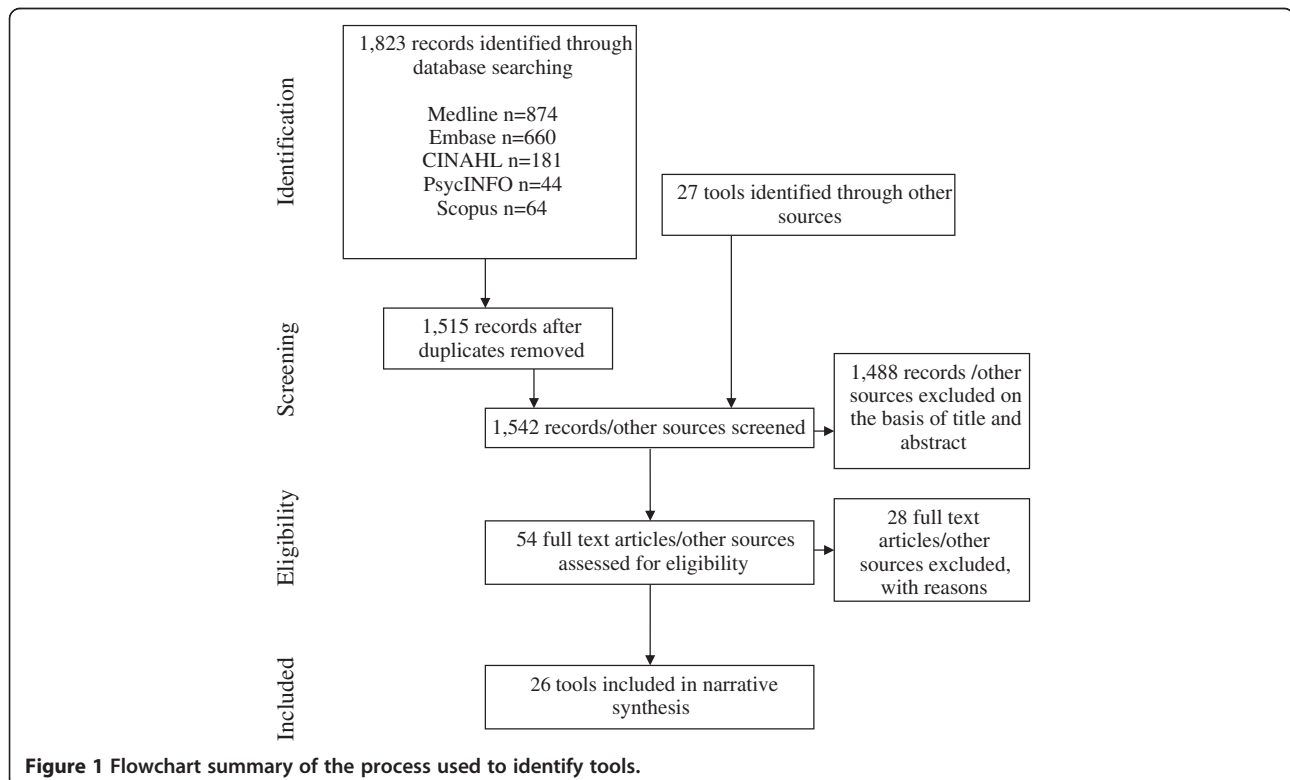 Identification
1,823 records identified through
database searching
Medline n=874
Embase n=660
CINAHL n=181
PsycINFO n=44
Scopus n=64
27 tools identified through other
sources
Screening
1,515 records after
duplicates removed
1,542 records/other sources screened
1,488 records /other
sources excluded on
the basis of title and
abstract
Eligibility
54 full text articles/other sources
assessed for eligibility
28 full text
articles/other
sources excluded,
with reasons
Included
26 tools included in narrative
synthesis
Figure 1 Flowchart summary of the process used to identify tools.